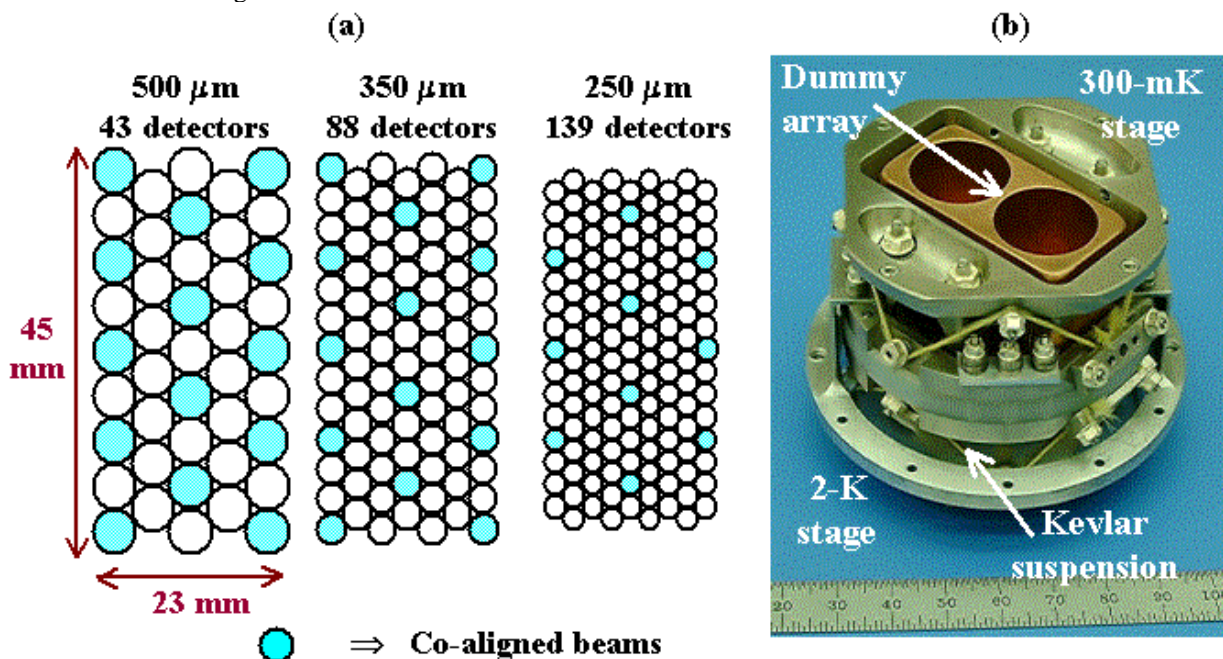 (a)
500 μm
43 detectors
350 μm
88 detectors
250 μm
139 detectors
45
mm
23 mm
⇒ Co-aligned beams
(b)
Dummy
array
300-mK
stage
2-K
stage
Kevlar
suspension
20 30 40 50 60 70 80 90